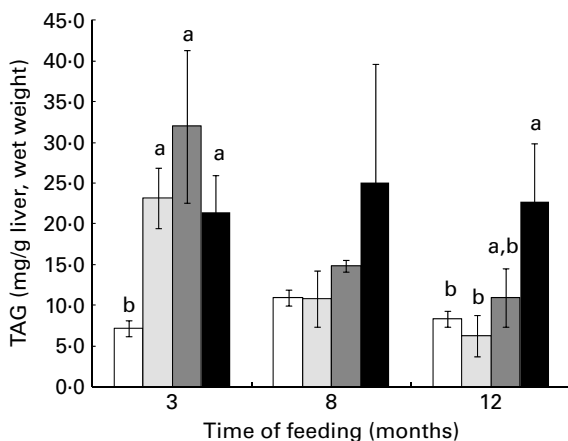 TAG (mg/g liver, wet weight)
45·0
40·0
35·0
30·0
25·0
20·0
15·0
10·0
5·0
0·0
b
a
a
a
b
b
a,b
a
3
8
12
Time of feeding (months)